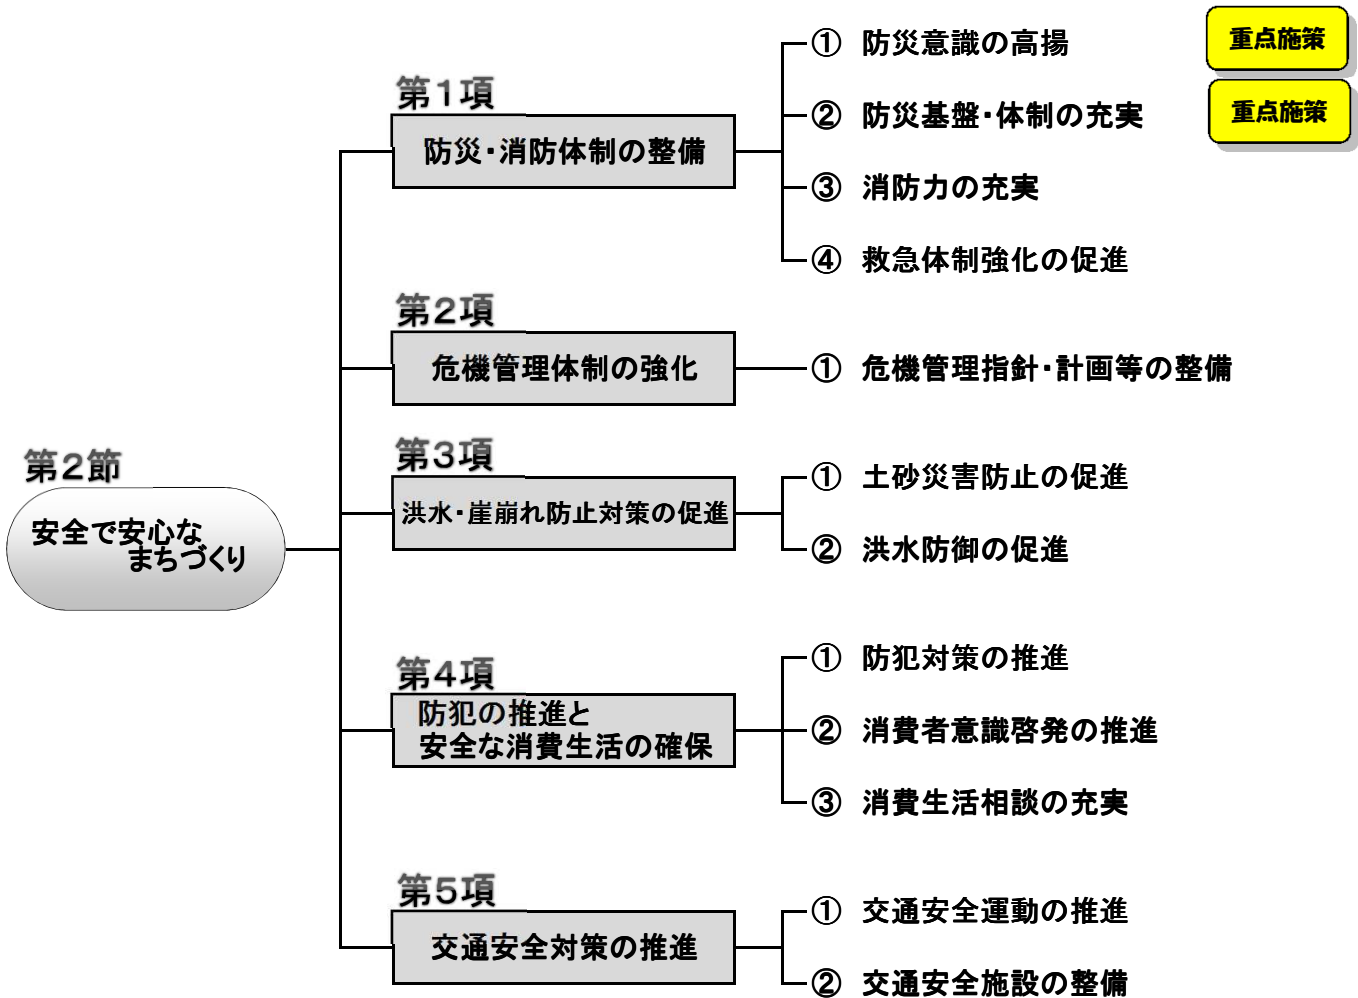 第2節
安全で安心な
まちづくり
第1項
防災・消防体制の整備
① 防災意識の高揚
重点施策
② 防災基盤・体制の充実
重点施策
③ 消防力の充実
④ 救急体制強化の促進
第2項
危機管理体制の強化
① 危機管理指針・計画等の整備
第3項
洪水・崖崩れ防止対策の促進
① 土砂災害防止の促進
② 洪水防御の促進
第4項
防犯の推進と
安全な消費生活の確保
① 防犯対策の推進
② 消費者意識啓発の推進
③ 消費生活相談の充実
第5項
交通安全対策の推進
① 交通安全運動の推進
② 交通安全施設の整備